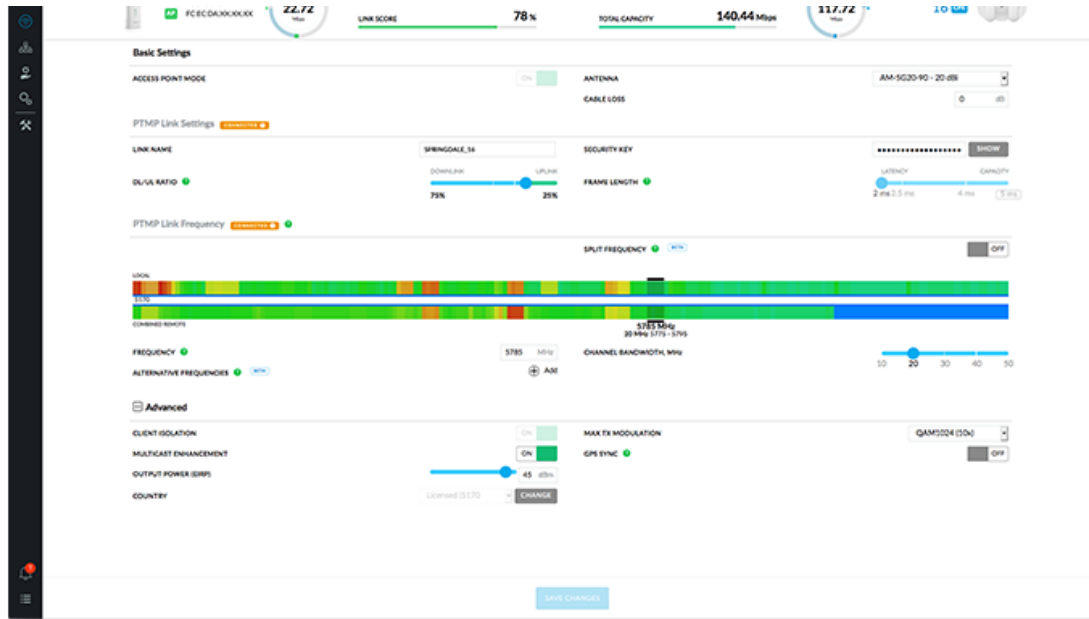 AP FC:EC:DA:XX:XX:XX 22.72 Mbps LINK SCORE 78 % TOTAL CAPACITY 140.44 Mbps 117.72 Mbps 16
Basic Settings
ACCESS POINT MODE ON ANTENNA AM-5G20-90 - 20 dBi
CABLE LOSS 0 dB
PTMP Link Settings CONNECTED
LINK NAME SPRINGDALE_16 SECURITY KEY •••••••••••••••••• SHOW
DOWNLINK UPLINK LATENCY CAPACITY
DL/UL RATIO ? FRAME LENGTH ?
75% 25% 2 ms 2.5 ms 4 ms 5 ms
PTMP Link Frequency CONNECTED ?
SPLIT FREQUENCY ? BETA OFF
LOCAL
5170
COMBINED REMOTE 5785 MHz
20 MHz 5775 - 5795
FREQUENCY ? 5785 MHz CHANNEL BANDWIDTH, MHz
10 20 30 40 50
ALTERNATIVE FREQUENCIES ? BETA Add
Advanced
CLIENT ISOLATION ON MAX TX MODULATION QAM1024 (10x)
MULTICAST ENHANCEMENT ON GPS SYNC ? OFF
OUTPUT POWER (EIRP) 45 dBm
COUNTRY Licensed (5170 CHANGE
SAVE CHANGES